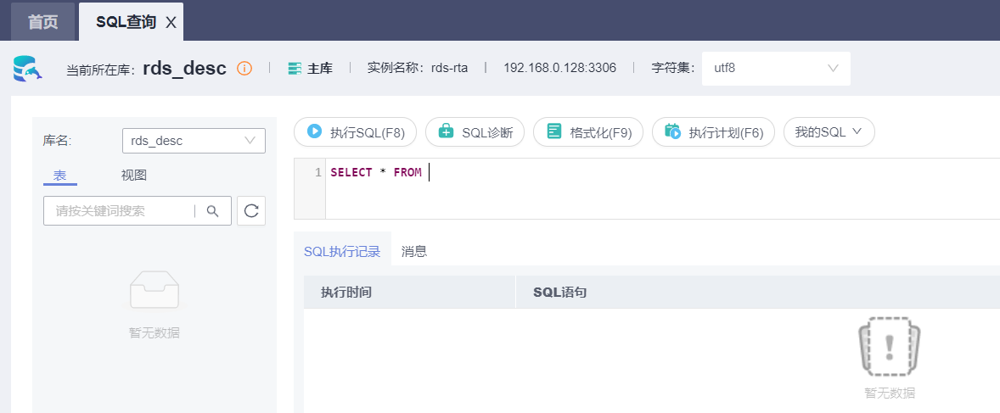 首页 SQL查询 X
当前所在库: rds_desc 主库 实例名称: rds-rta 192.168.0.128:3306 字符集: utf8
库名: rds_desc
表 视图
请按关键词搜索
暂无数据
执行SQL(F8) SQL诊断 格式化(F9) 执行计划(F6) 我的SQL
1 SELECT * FROM
SQL执行记录 消息
执行时间 SQL语句
暂无数据